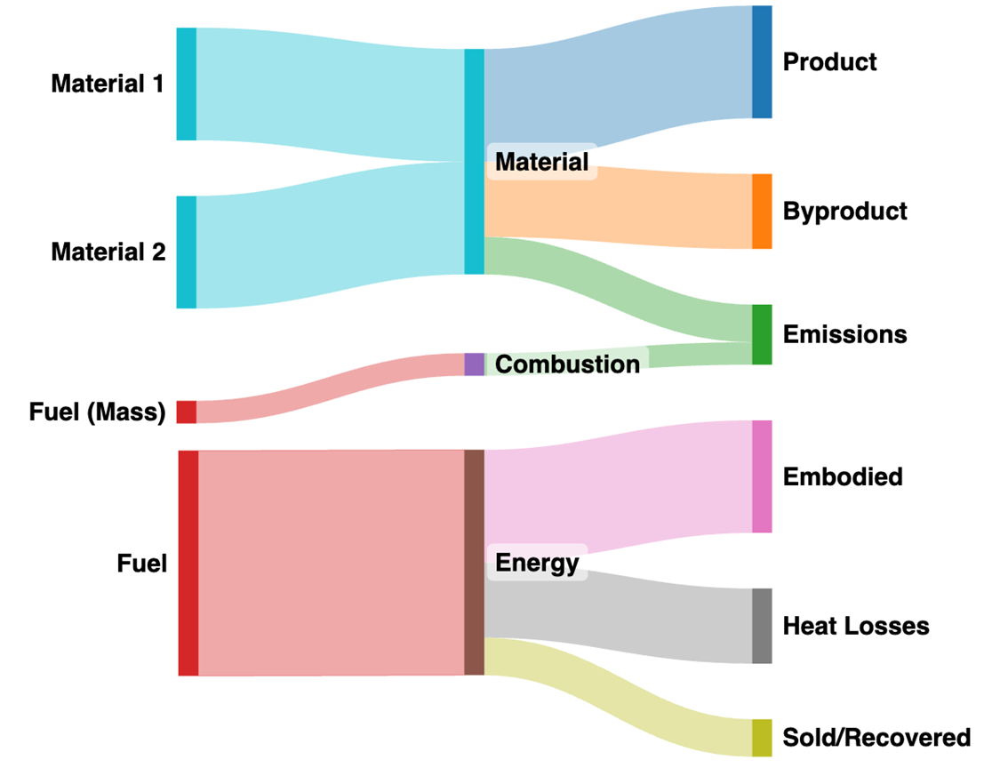 Material 1
Material 2
Fuel (Mass)
Fuel
Material
Combustion
Energy
Product
Byproduct
Emissions
Embodied
Heat Losses
Sold/Recovered